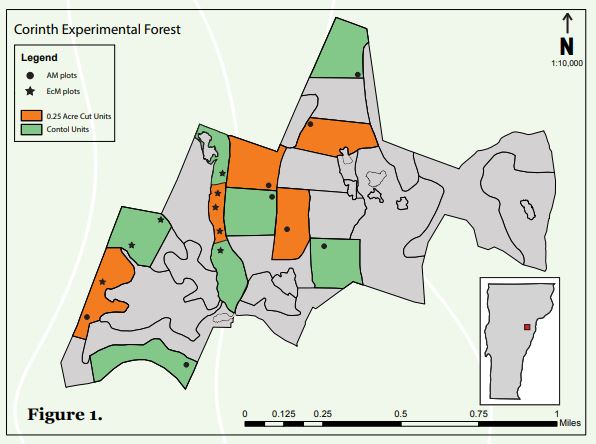 Corinth Experimental Forest
Legend
AM plots
EcM plots
0.25 Acre Cut Units
Contol Units
N
1:10,000
Figure 1.
0 0.125 0.25 0.5 0.75 1
Miles